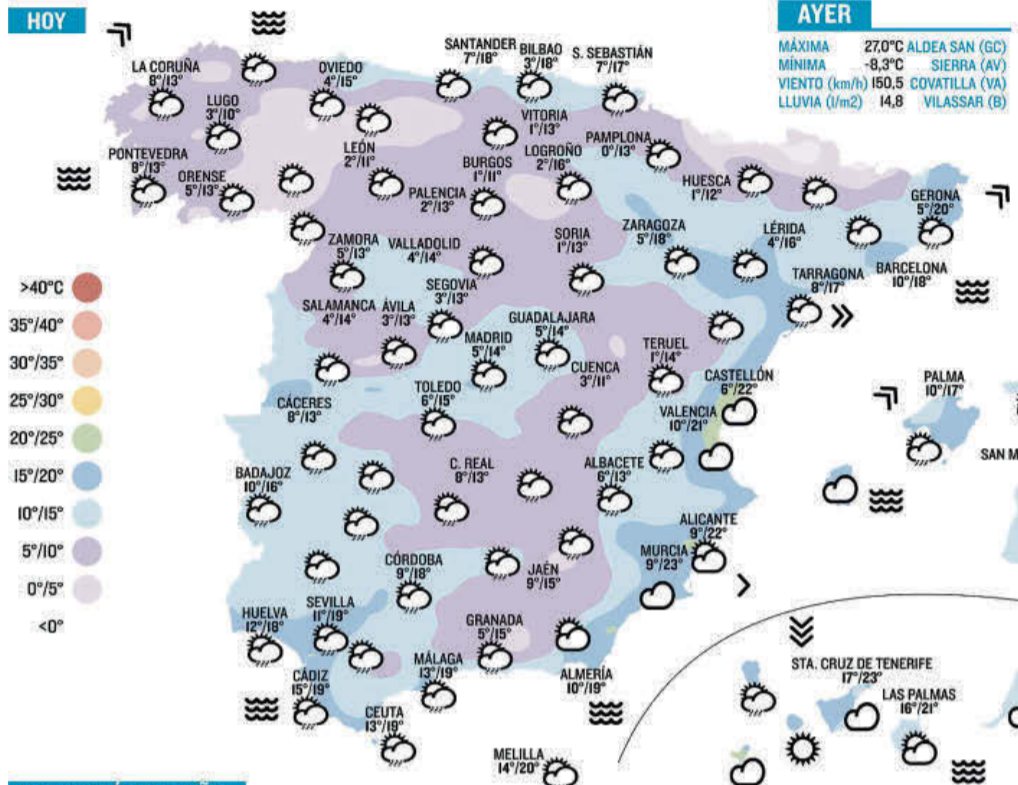 HOY
AYER
MÁXIMA 27,0°C ALDEA SAN (GC)
MÍNIMA -8,3°C SIERRA (AV)
VIENTO (km/h) 150,5 COVATILLA (VA)
LLUVIA (l/m2) 14,8 VILASSAR (B)
LA CORUÑA
8°/13°
LUGO
3°/10°
OVIEDO
4°/15°
SANTANDER
7°/18°
BILBAO
3°/18°
S. SEBASTIÁN
7°/17°
VITORIA
1°/13°
PAMPLONA
0°/13°
PONTEVEDRA
8°/13°
ORENSE
5°/13°
LEÓN
2°/11°
BURGOS
1°/11°
LOGROÑO
2°/16°
PALENCIA
2°/13°
HUESCA
1°/12°
GERONA
5°/20°
ZAMORA
5°/13°
VALLADOLID
4°/14°
SORIA
1°/13°
ZARAGOZA
5°/18°
LÉRIDA
4°/16°
BARCELONA
10°/18°
TARRAGONA
8°/17°
SEGOVIA
3°/13°
SALAMANCA
4°/14°
ÁVILA
3°/13°
MADRID
5°/14°
GUADALAJARA
5°/14°
CUENCA
3°/11°
TERUEL
1°/14°
CASTELLÓN
6°/22°
PALMA
10°/17°
SAN M
CÁCERES
8°/13°
TOLEDO
6°/15°
VALENCIA
10°/21°
BADAJOZ
10°/16°
C. REAL
8°/13°
ALBACETE
6°/13°
ALICANTE
9°/22°
MURCIA
9°/23°
CÓRDOBA
9°/18°
JAÉN
9°/15°
HUELVA
12°/18°
SEVILLA
11°/19°
GRANADA
5°/15°
MÁLAGA
13°/19°
ALMERÍA
10°/19°
CÁDIZ
15°/19°
CEUTA
13°/19°
MELILLA
14°/20°
STA. CRUZ DE TENERIFE
17°/23°
LAS PALMAS
16°/21°
>40°C
35°/40°
30°/35°
25°/30°
20°/25°
15°/20°
10°/15°
5°/10°
0°/5°
<0°